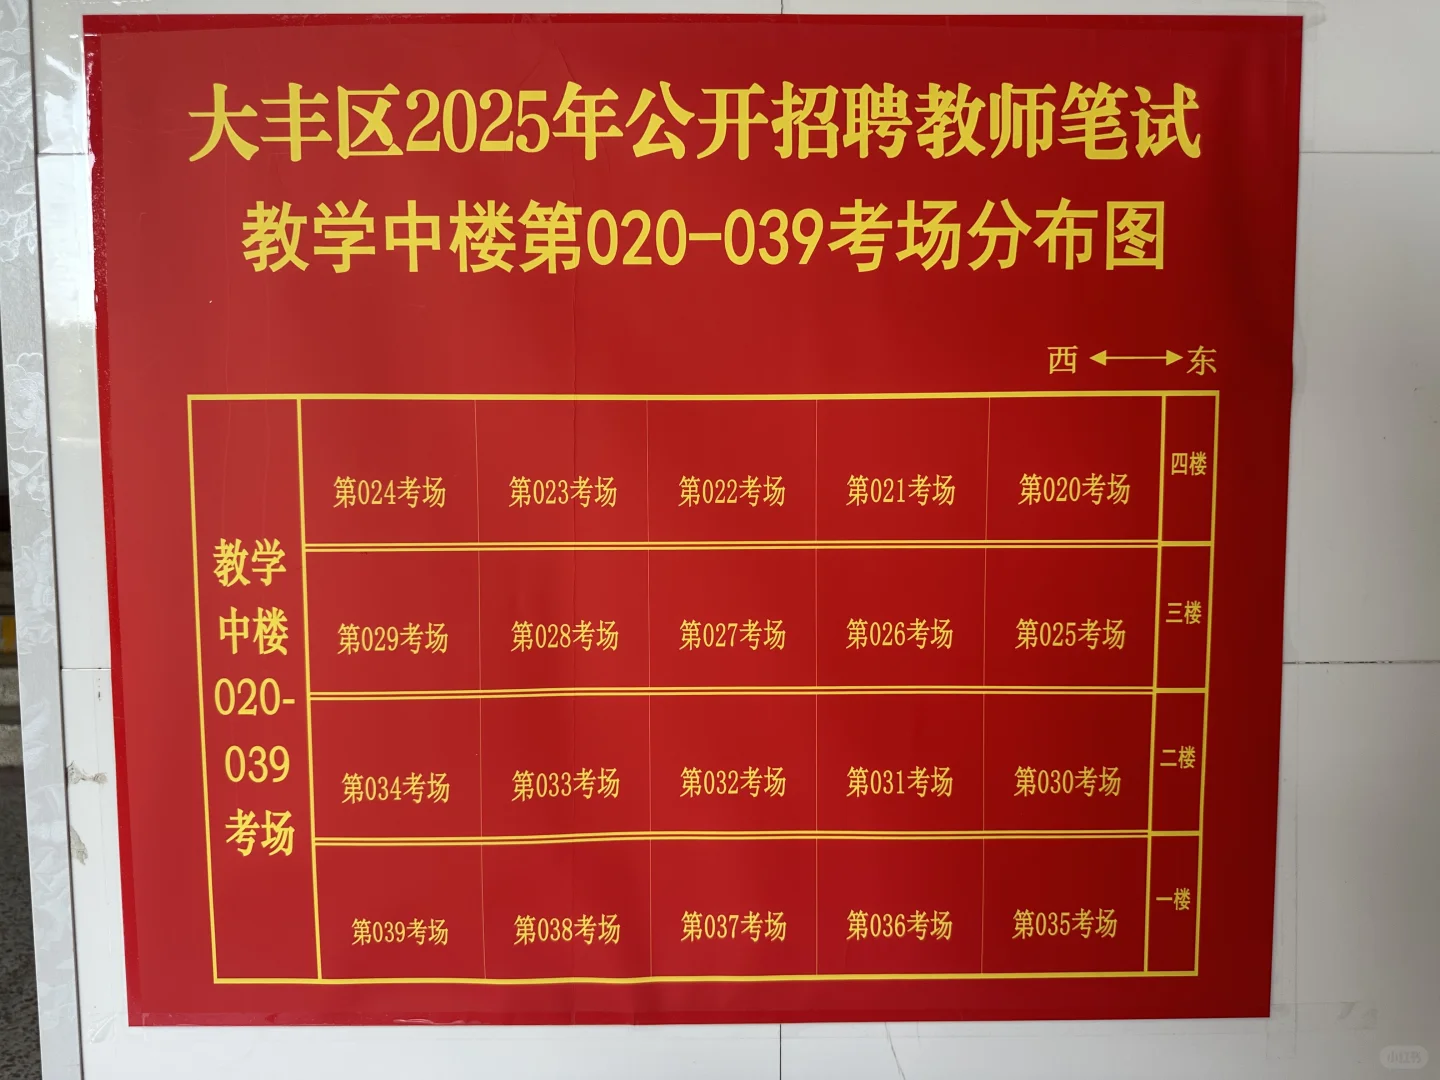 大丰区2025年公开招聘教师笔试
教学中楼第020-039考场分布图
西 东
教学
中楼
020-
039
考场
第024考场 第023考场 第022考场 第021考场 第020考场 四楼
第029考场 第028考场 第027考场 第026考场 第025考场 三楼
第034考场 第033考场 第032考场 第031考场 第030考场 二楼
第039考场 第038考场 第037考场 第036考场 第035考场 一楼
小红书